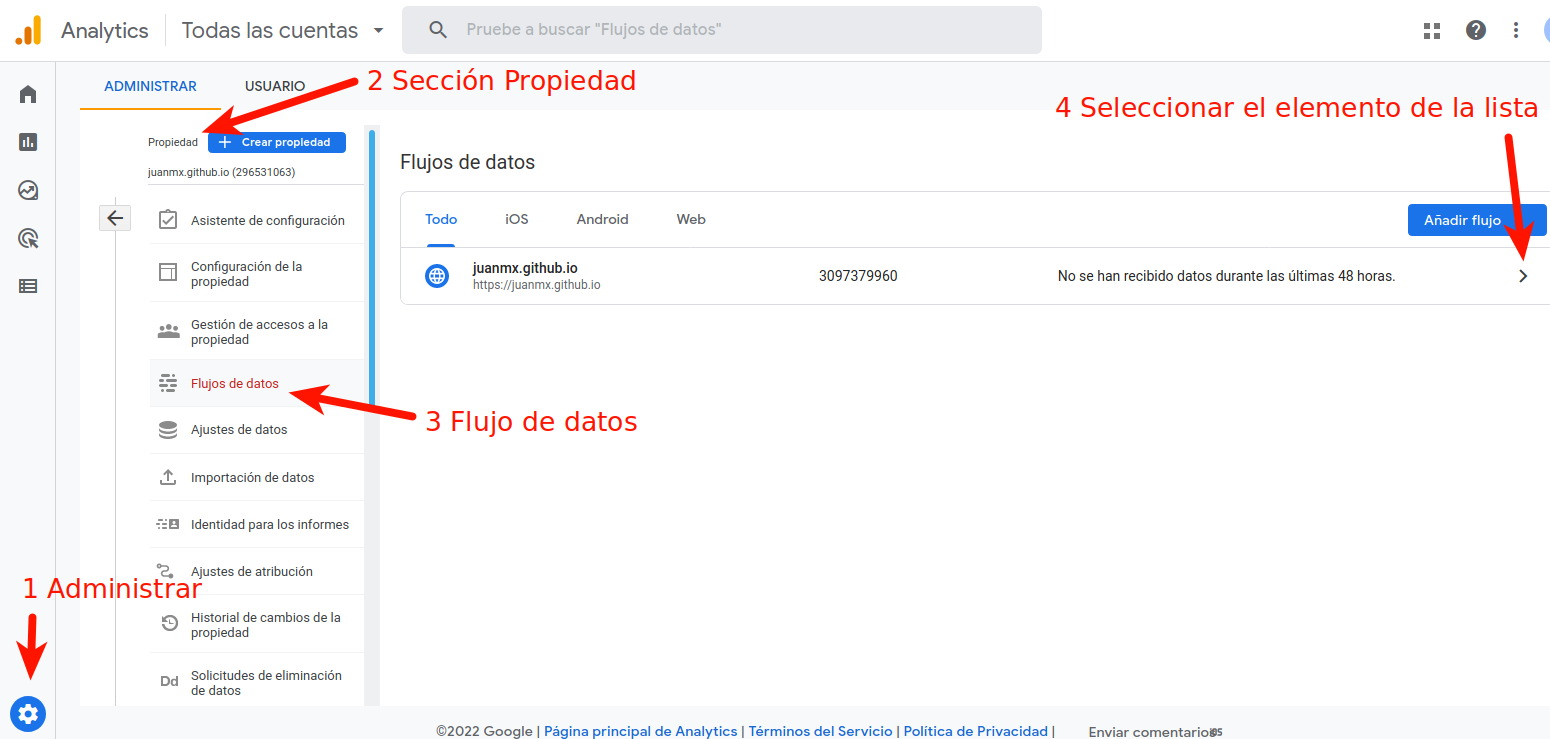 Analytics
Todas las cuentas
Pruebe a buscar "Flujos de datos"
ADMINISTRAR
USUARIO
2 Sección Propiedad
4 Seleccionar el elemento de la lista
Propiedad
Crear propiedad
juanmx.github.io (296531063)
Asistente de configuración
Configuración de la
propiedad
Gestión de accesos a la
propiedad
Flujos de datos
Ajustes de datos
Importación de datos
Identidad para los informes
Ajustes de atribución
Historial de cambios de la
propiedad
Dd
Solicitudes de eliminación
de datos
1 Administrar
3 Flujo de datos
Flujos de datos
Todo
iOS
Android
Web
Añadir flujo
juanmx.github.io
https://juanmx.github.io
3097379960
No se han recibido datos durante las últimas 48 horas.
©2022 Google | Página principal de Analytics | Términos del Servicio | Política de Privacidad |
Enviar comentarios